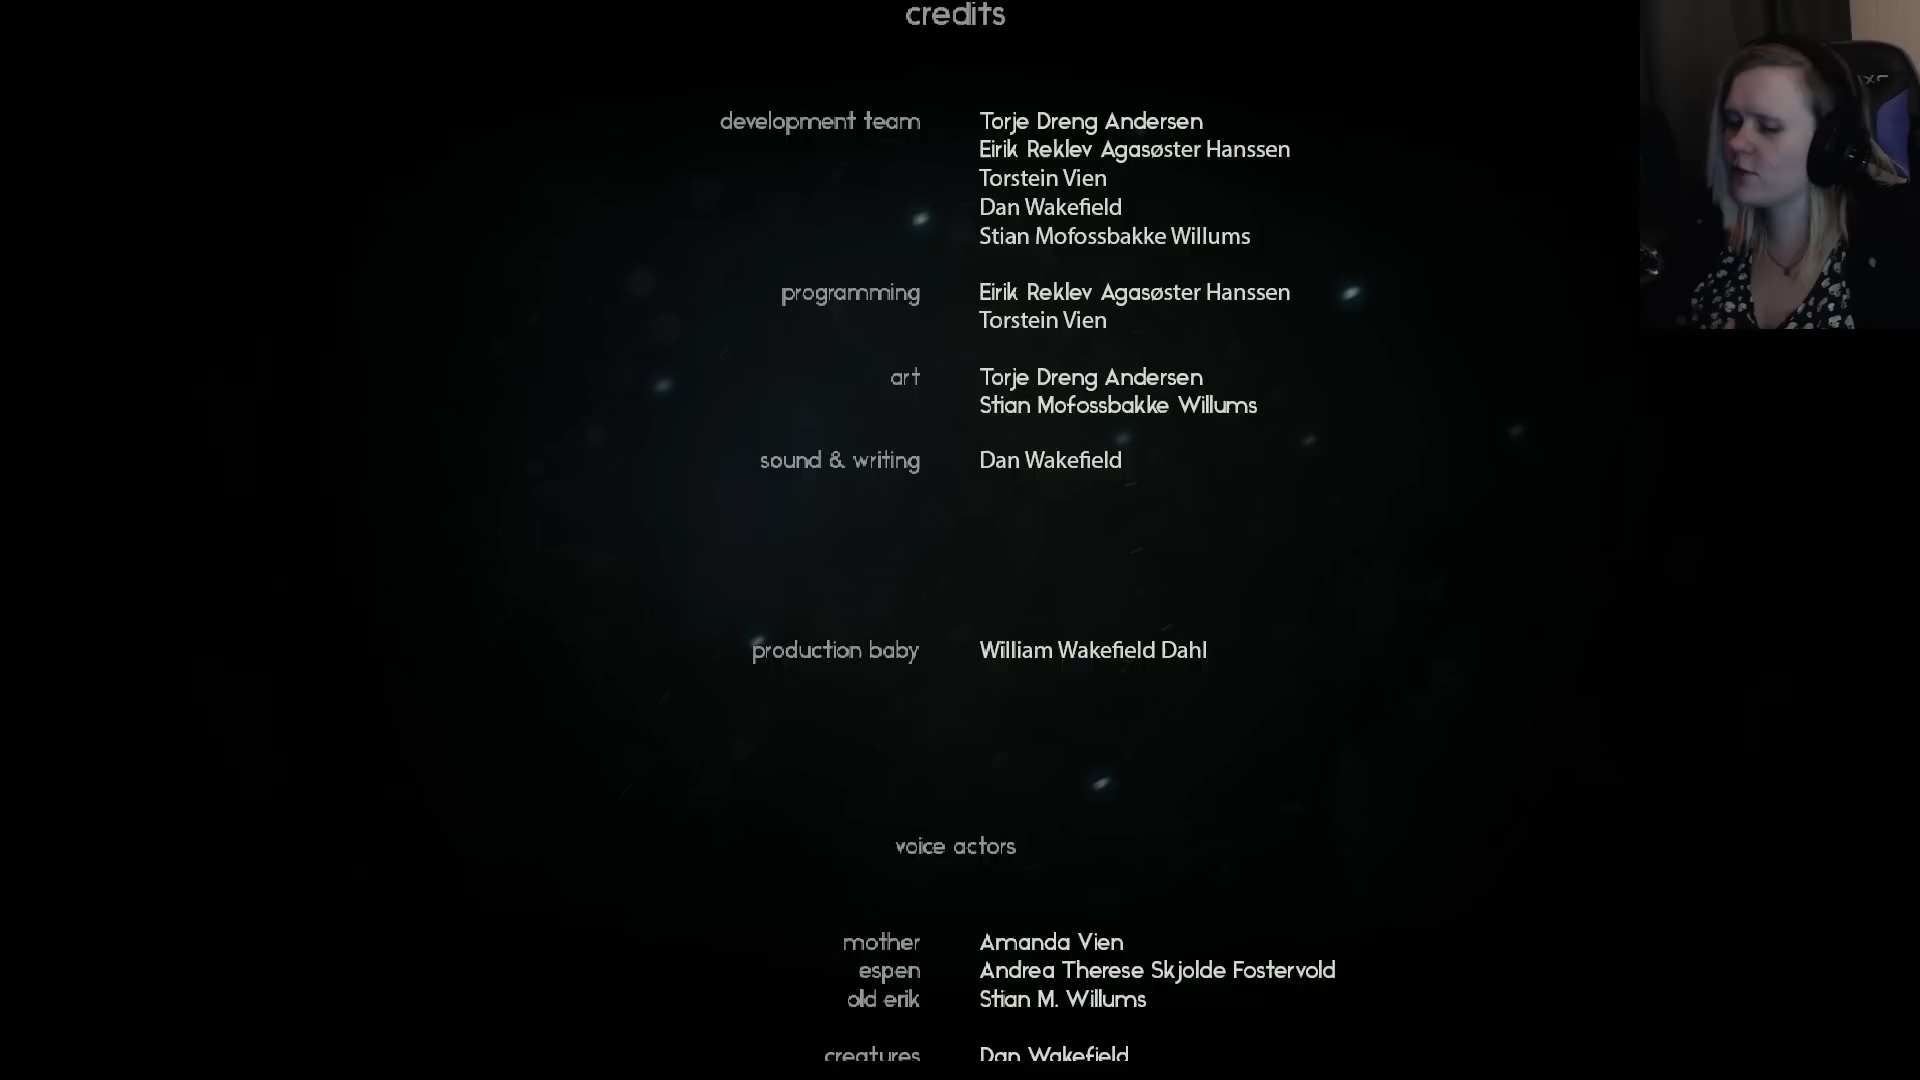 credits
development team Torje Dreng Andersen
Eirik Reklev Agasøster Hanssen
Torstein Vien
Dan Wakefield
Stian Mofossbakke Willums
programming Eirik Reklev Agasøster Hanssen
Torstein Vien
art Torje Dreng Andersen
Stian Mofossbakke Willums
sound & writing Dan Wakefield
production baby William Wakefield Dahl
voice actors
mother Amanda Vien
espen Andrea Therese Skjolde Fostervold
old erik Stian M. Willums
creatures Dan Wakefield